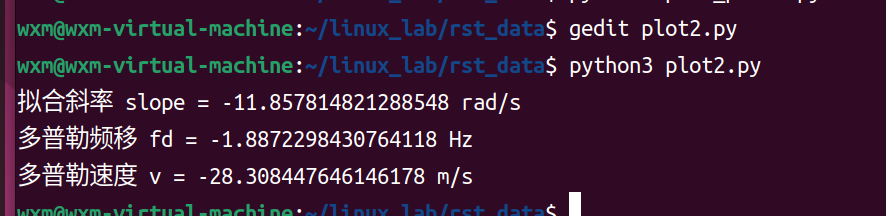 wxm@wxm-virtual-machine:~/linux_lab/rst_data$ gedit plot2.py
wxm@wxm-virtual-machine:~/linux_lab/rst_data$ python3 plot2.py
拟合斜率 slope = -11.857814821288548 rad/s
多普勒频移 fd = -1.8872298430764118 Hz
多普勒速度 v = -28.308447646146178 m/s
wxm@wxm-virtual-machine:~/linux_lab/rst_data$